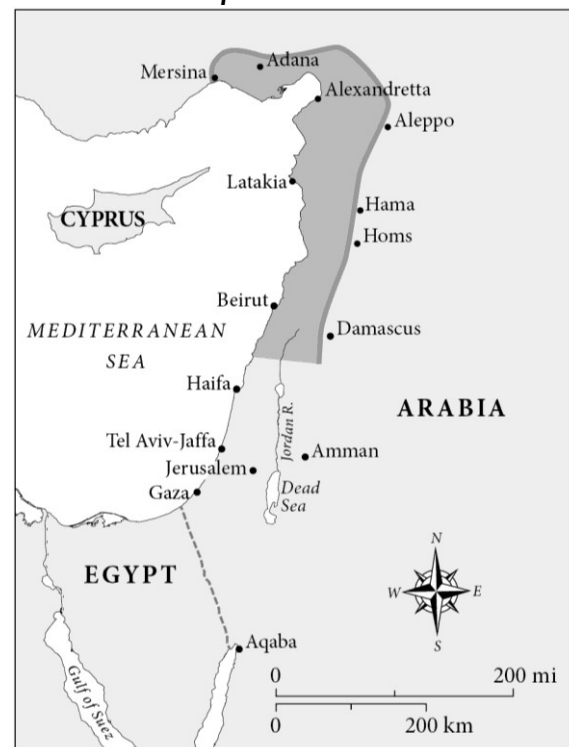 Adana
Mersina
Alexandretta
Aleppo
Latakia
Hama
CYPRUS
Homs
Beirut
MEDITERRANEAN
SEA
Damascus
Haifa
ARABIA
Jordan R.
Tel Aviv-Jaffa
Amman
Jerusalem
Gaza
Dead
Sea
EGYPT
N
W
E
S
Aqaba
Gulf of Suez
0
200 mi
0
200 km